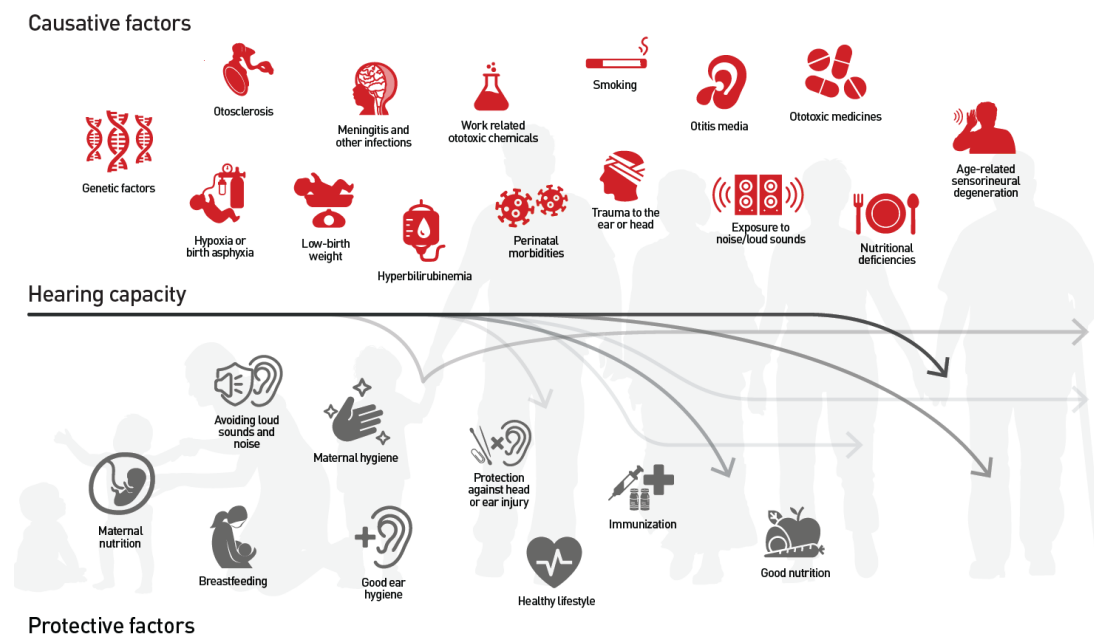 Causative factors
Otosclerosis
Meningitis and
other infections
Work related
ototoxic chemicals
Smoking
Otitis media
Ototoxic medicines
Genetic factors
Age-related
sensorineural
degeneration
Hypoxia or
birth asphyxia
Low-birth
weight
Hyperbilirubinemia
Perinatal
morbidities
Trauma to the
ear or head
Exposure to
noise/loud sounds
Nutritional
deficiencies
Hearing capacity
Avoiding loud
sounds and
noise
Maternal hygiene
Protection
against head
or ear injury
Immunization
Maternal
nutrition
Breastfeeding
Good ear
hygiene
Healthy lifestyle
Good nutrition
Protective factors